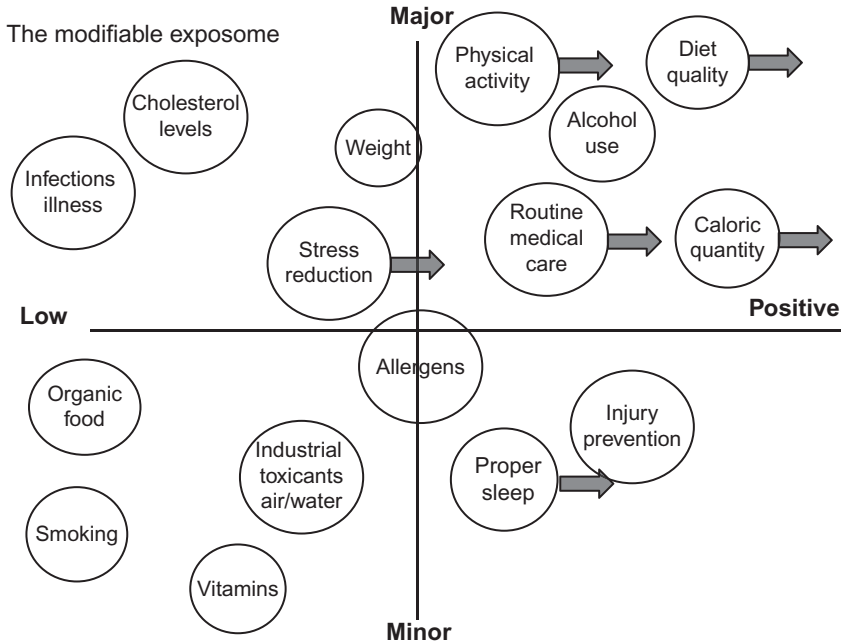 The modifiable exosome
Major
Cholesterol
levels
Infections
illness
Weight
Stress
reduction
Physical
activity
Diet
quality
Alcohol
use
Routine
medical
care
Caloric
quantity
Low
Positive
Allergens
Organic
food
Industrial
toxicants
air/water
Smoking
Vitamins
Proper
sleep
Injury
prevention
Minor